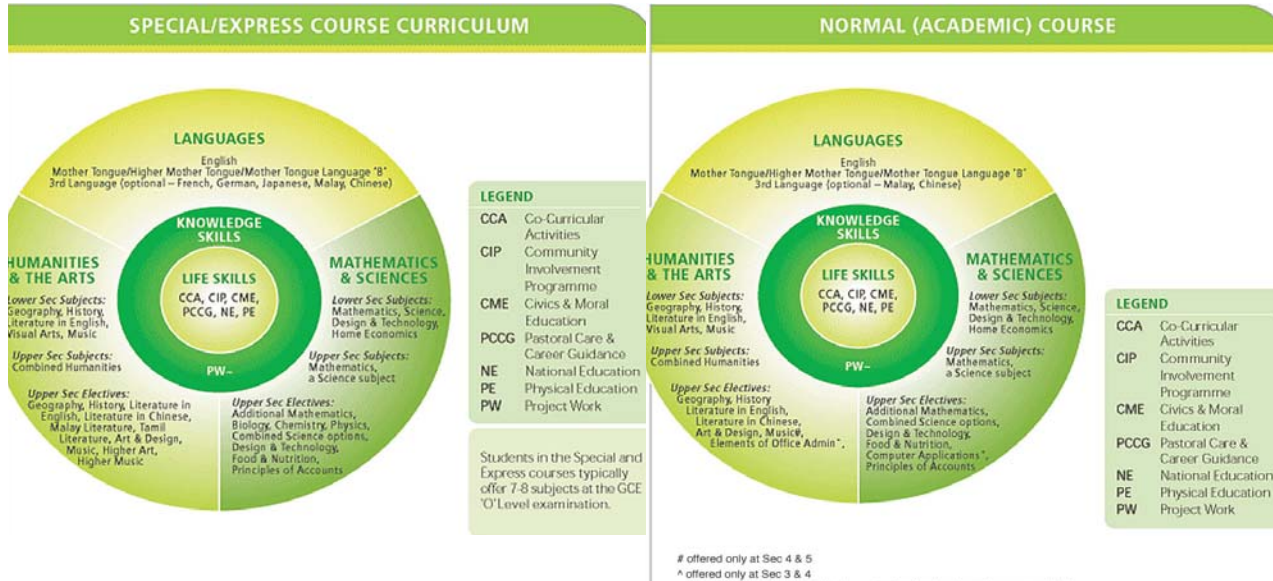 SPECIAL/EXPRESS COURSE CURRICULUM
LANGUAGES
English
Mother Tongue/Higher Mother Tongue/Mother Tongue Language "B"
3rd Language (optional – French, German, Japanese, Malay, Chinese)
KNOWLEDGE
SKILLS
LIFE SKILLS
CCA, CIP, CME,
PCCG, NE, PE
PW~
HUMANITIES
& THE ARTS
Lower Sec Subjects:
Geography, History,
Literature in English,
Visual Arts, Music
Upper Sec Subjects:
Combined Humanities
Upper Sec Electives:
Geography, History, Literature in
English, Literature in Chinese,
Malay Literature, Tamil
Literature, Art & Design,
Music, Higher Art,
Higher Music
MATHEMATICS
& SCIENCES
Lower Sec Subjects:
Mathematics, Science,
Design & Technology,
Home Economics
Upper Sec Subjects:
Mathematics,
a Science subject
Upper Sec Electives:
Additional Mathematics,
Biology, Chemistry, Physics,
Combined Science options,
Design & Technology,
Food & Nutrition,
Principles of Accounts
LEGEND
CCA Co-Curricular
Activities
CIP Community
Involvement
Programme
CME Civics & Moral
Education
PCCG Pastoral Care &
Career Guidance
NE National Education
PE Physical Education
PW Project Work
Students in the Special and
Express courses typically
offer 7-8 subjects at the GCE
'O' Level examination.
NORMAL (ACADEMIC) COURSE
LANGUAGES
English
Mother Tongue/Higher Mother Tongue/Mother Tongue Language "B"
3rd Language (optional – Malay, Chinese)
KNOWLEDGE
SKILLS
LIFE SKILLS
CCA, CIP, CME,
PCCG, NE, PE
PW~
HUMANITIES
& THE ARTS
Lower Sec Subjects:
Geography, History,
Literature in English,
Visual Arts, Music
Upper Sec Subjects:
Combined Humanities
Upper Sec Electives:
Geography, History
Literature in English,
Literature in Chinese,
Art & Design, Music#,
Elements of Office Admin^,
MATHEMATICS
& SCIENCES
Lower Sec Subjects:
Mathematics, Science,
Design & Technology,
Home Economics
Upper Sec Subjects:
Mathematics,
a Science subject
Upper Sec Electives:
Additional Mathematics,
Combined Science options,
Design & Technology,
Food & Nutrition,
Computer Applications^,
Principles of Accounts
LEGEND
CCA Co-Curricular
Activities
CIP Community
Involvement
Programme
CME Civics & Moral
Education
PCCG Pastoral Care &
Career Guidance
NE National Education
PE Physical Education
PW Project Work
# offered only at Sec 4 & 5
^ offered only at Sec 3 & 4